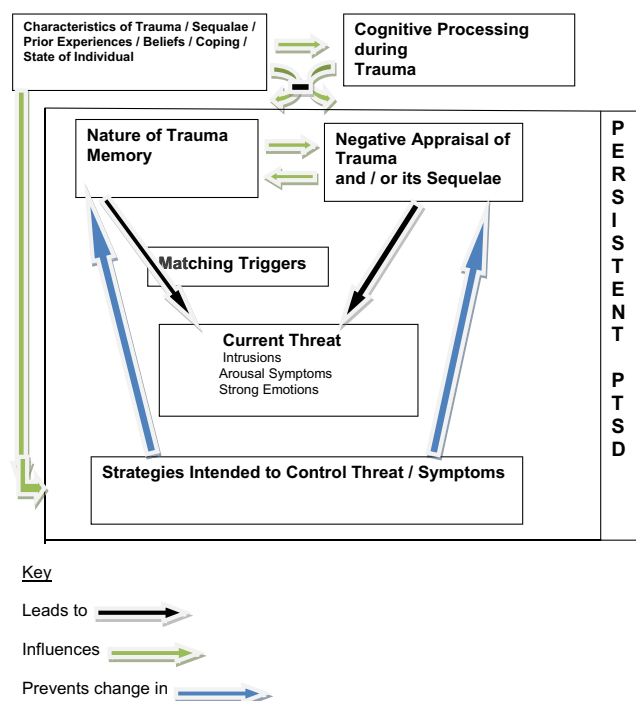 Characteristics of Trauma / Sequalae /
Prior Experiences / Beliefs / Coping /
State of Individual
Cognitive Processing
during
Trauma
Nature of Trauma
Memory
Negative Appraisal of
Trauma
and / or its Sequelae
Matching Triggers
Current Threat
Intrusions
Arousal Symptoms
Strong Emotions
Strategies Intended to Control Threat / Symptoms
P
E
R
S
I
S
T
E
N
T
P
T
S
D
Key
Leads to
Influences
Prevents change in